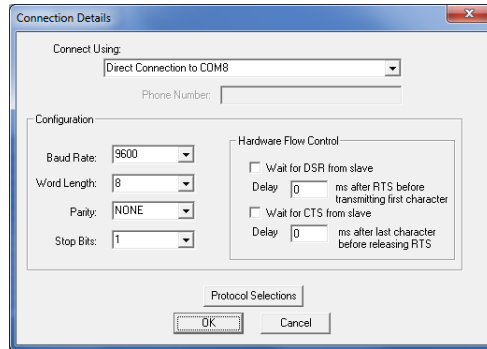 Connection Details
x
Connect Using:
Direct Connection to COM8
Phone Number:
Configuration
Baud Rate: 9600
Word Length: 8
Parity: NONE
Stop Bits: 1
Hardware Flow Control
Wait for DSR from slave
Delay 0 ms after RTS before
transmitting first character
Wait for CTS from slave
Delay 0 ms after last character
before releasing RTS
Protocol Selections
OK Cancel